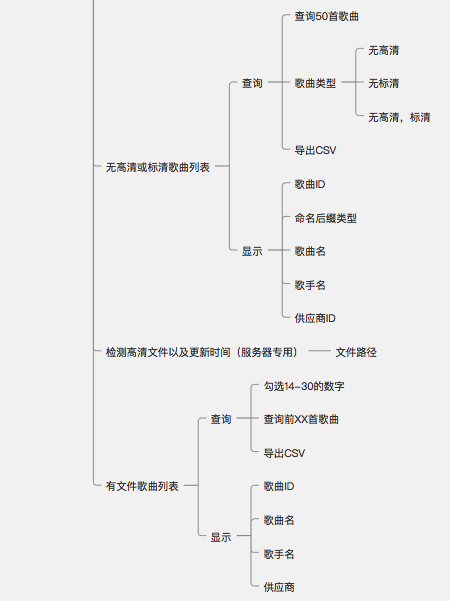 查询50首歌曲
无高清
查询
歌曲类型
无标清
无高清，标清
导出CSV
无高清或标清歌曲列表
歌曲ID
命名后缀类型
显示
歌曲名
歌手名
供应商ID
检测高清文件以及更新时间（服务器专用）
文件路径
勾选14-30的数字
查询
查询前XX首歌曲
导出CSV
有文件歌曲列表
歌曲ID
歌曲名
显示
歌手名
供应商